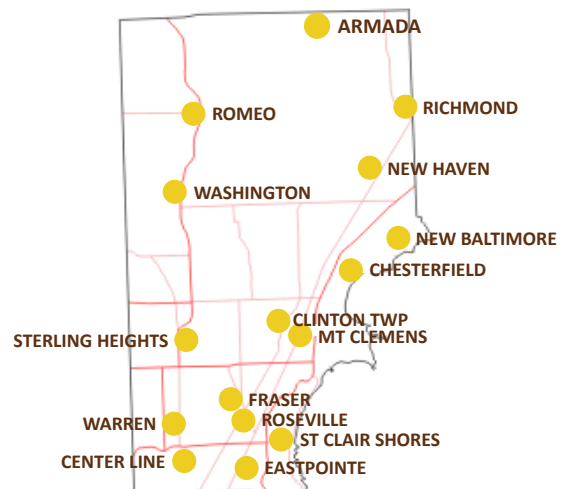 ARMADA
RICHMOND
ROMEO
NEW HAVEN
WASHINGTON
NEW BALTIMORE
CHESTERFIELD
CLINTON TWP
MT CLEMENS
STERLING HEIGHTS
FRASER
ROSEVILLE
WARREN
ST CLAIR SHORES
CENTER LINE
EASTPOINTE